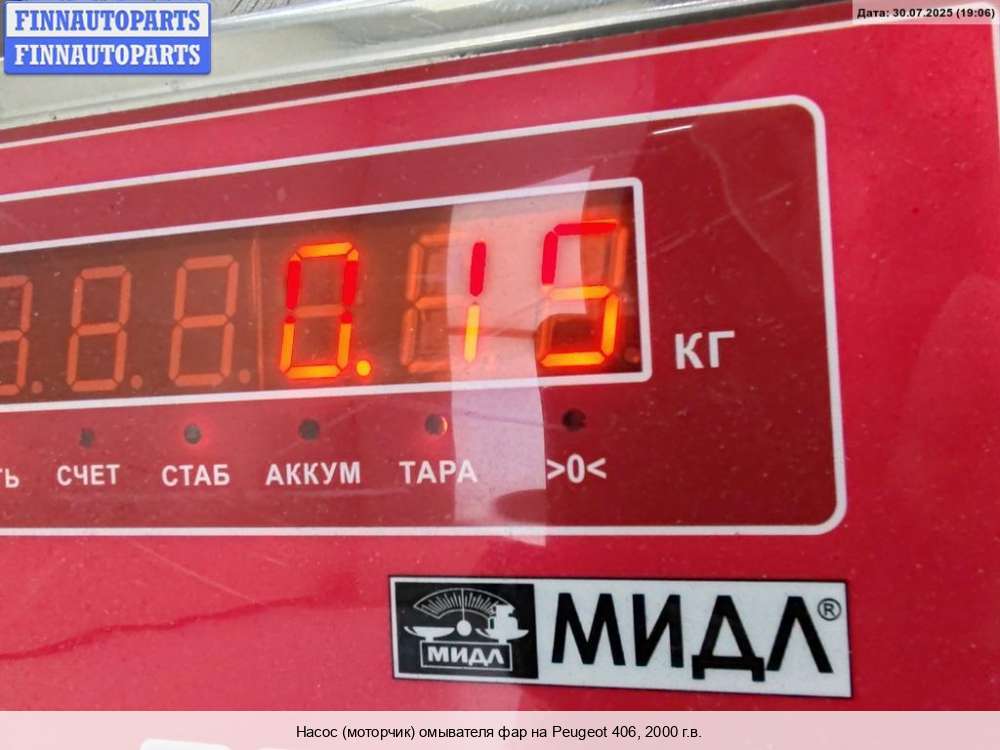 FINNAUTOPARTS
FINNAUTOPARTS
Дата: 30.07.2025 (19:06)
0.15
КГ
СЧЕТ СТАБ АККУМ ТАРА >0<
МИДЛ
МИДЛ®
Насос (моторчик) омывателя фар на Peugeot 406, 2000 г.в.